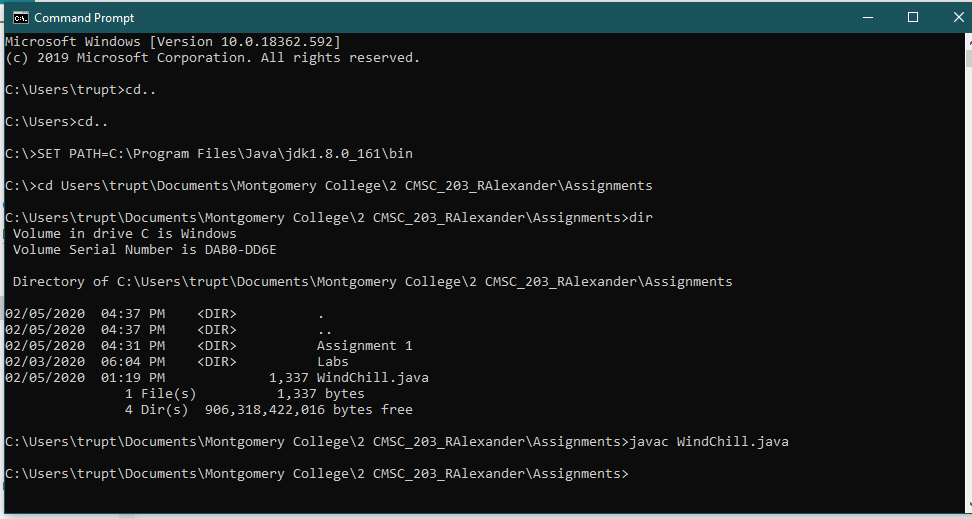 Command Prompt
Microsoft Windows [Version 10.0.18362.592]
(c) 2019 Microsoft Corporation. All rights reserved.
C:\Users\trupt>cd..
C:\Users>cd..
C:\>SET PATH=C:\Program Files\Java\jdk1.8.0_161\bin
C:\>cd Users\trupt\Documents\Montgomery College\2 CMSC_203_RAlexander\Assignments
C:\Users\trupt\Documents\Montgomery College\2 CMSC_203_RAlexander\Assignments>dir
Volume in drive C is Windows
Volume Serial Number is DAB0-DD6E
Directory of C:\Users\trupt\Documents\Montgomery College\2 CMSC_203_RAlexander\Assignments
02/05/2020  04:37 PM    <DIR>          .
02/05/2020  04:37 PM    <DIR>          ..
02/05/2020  04:31 PM    <DIR>          Assignment 1
02/03/2020  06:04 PM    <DIR>          Labs
02/05/2020  01:19 PM             1,337 WindChill.java
1 File(s)          1,337 bytes
4 Dir(s)  906,318,422,016 bytes free
C:\Users\trupt\Documents\Montgomery College\2 CMSC_203_RAlexander\Assignments>javac WindChill.java
C:\Users\trupt\Documents\Montgomery College\2 CMSC_203_RAlexander\Assignments>